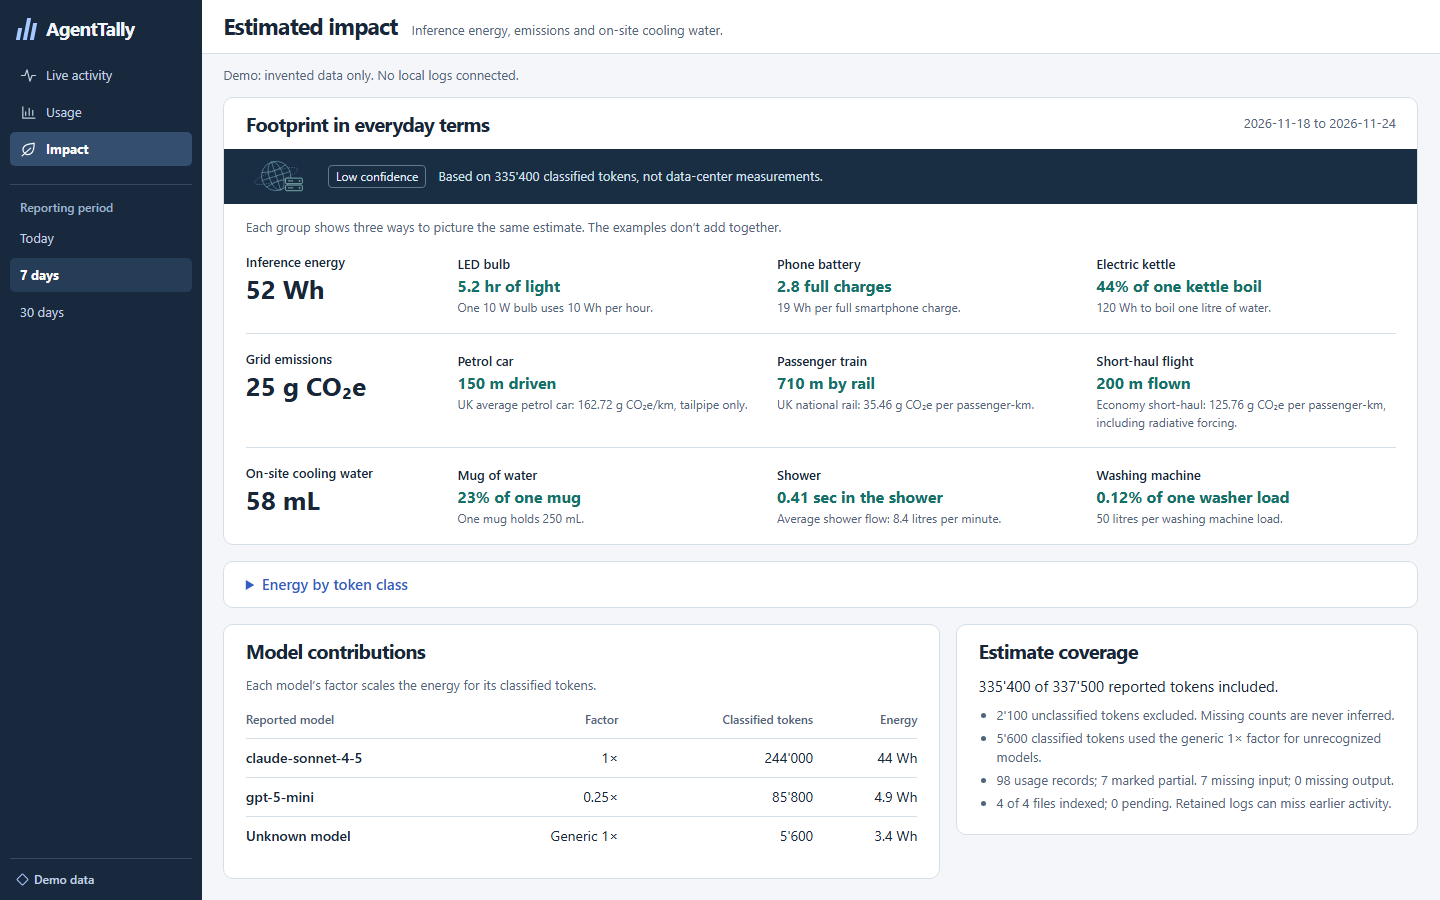 AgentTally
Live activity
Usage
Impact
Reporting period
Today
7 days
30 days
Demo data
Estimated impact Inference energy, emissions and on-site cooling water.
Demo: invented data only. No local logs connected.
Footprint in everyday terms 2026-11-18 to 2026-11-24
Low confidence Based on 335'400 classified tokens, not data-center measurements.
Each group shows three ways to picture the same estimate. The examples don’t add together.
Inference energy
52 Wh
LED bulb
5.2 hr of light
One 10 W bulb uses 10 Wh per hour.
Phone battery
2.8 full charges
19 Wh per full smartphone charge.
Electric kettle
44% of one kettle boil
120 Wh to boil one litre of water.
Grid emissions
25 g CO₂e
Petrol car
150 m driven
UK average petrol car: 162.72 g CO₂e/km, tailpipe only.
Passenger train
710 m by rail
UK national rail: 35.46 g CO₂e per passenger-km.
Short-haul flight
200 m flown
Economy short-haul: 125.76 g CO₂e per passenger-km,
including radiative forcing.
On-site cooling water
58 mL
Mug of water
23% of one mug
One mug holds 250 mL.
Shower
0.41 sec in the shower
Average shower flow: 8.4 litres per minute.
Washing machine
0.12% of one washer load
50 litres per washing machine load.
Energy by token class
Model contributions
Each model’s factor scales the energy for its classified tokens.
Reported model Factor Classified tokens Energy
claude-sonnet-4-5 1× 244'000 44 Wh
gpt-5-mini 0.25× 85'800 4.9 Wh
Unknown model Generic 1× 5'600 3.4 Wh
Estimate coverage
335'400 of 337'500 reported tokens included.
2'100 unclassified tokens excluded. Missing counts are never inferred.
5'600 classified tokens used the generic 1× factor for unrecognized
models.
98 usage records; 7 marked partial. 7 missing input; 0 missing output.
4 of 4 files indexed; 0 pending. Retained logs can miss earlier activity.